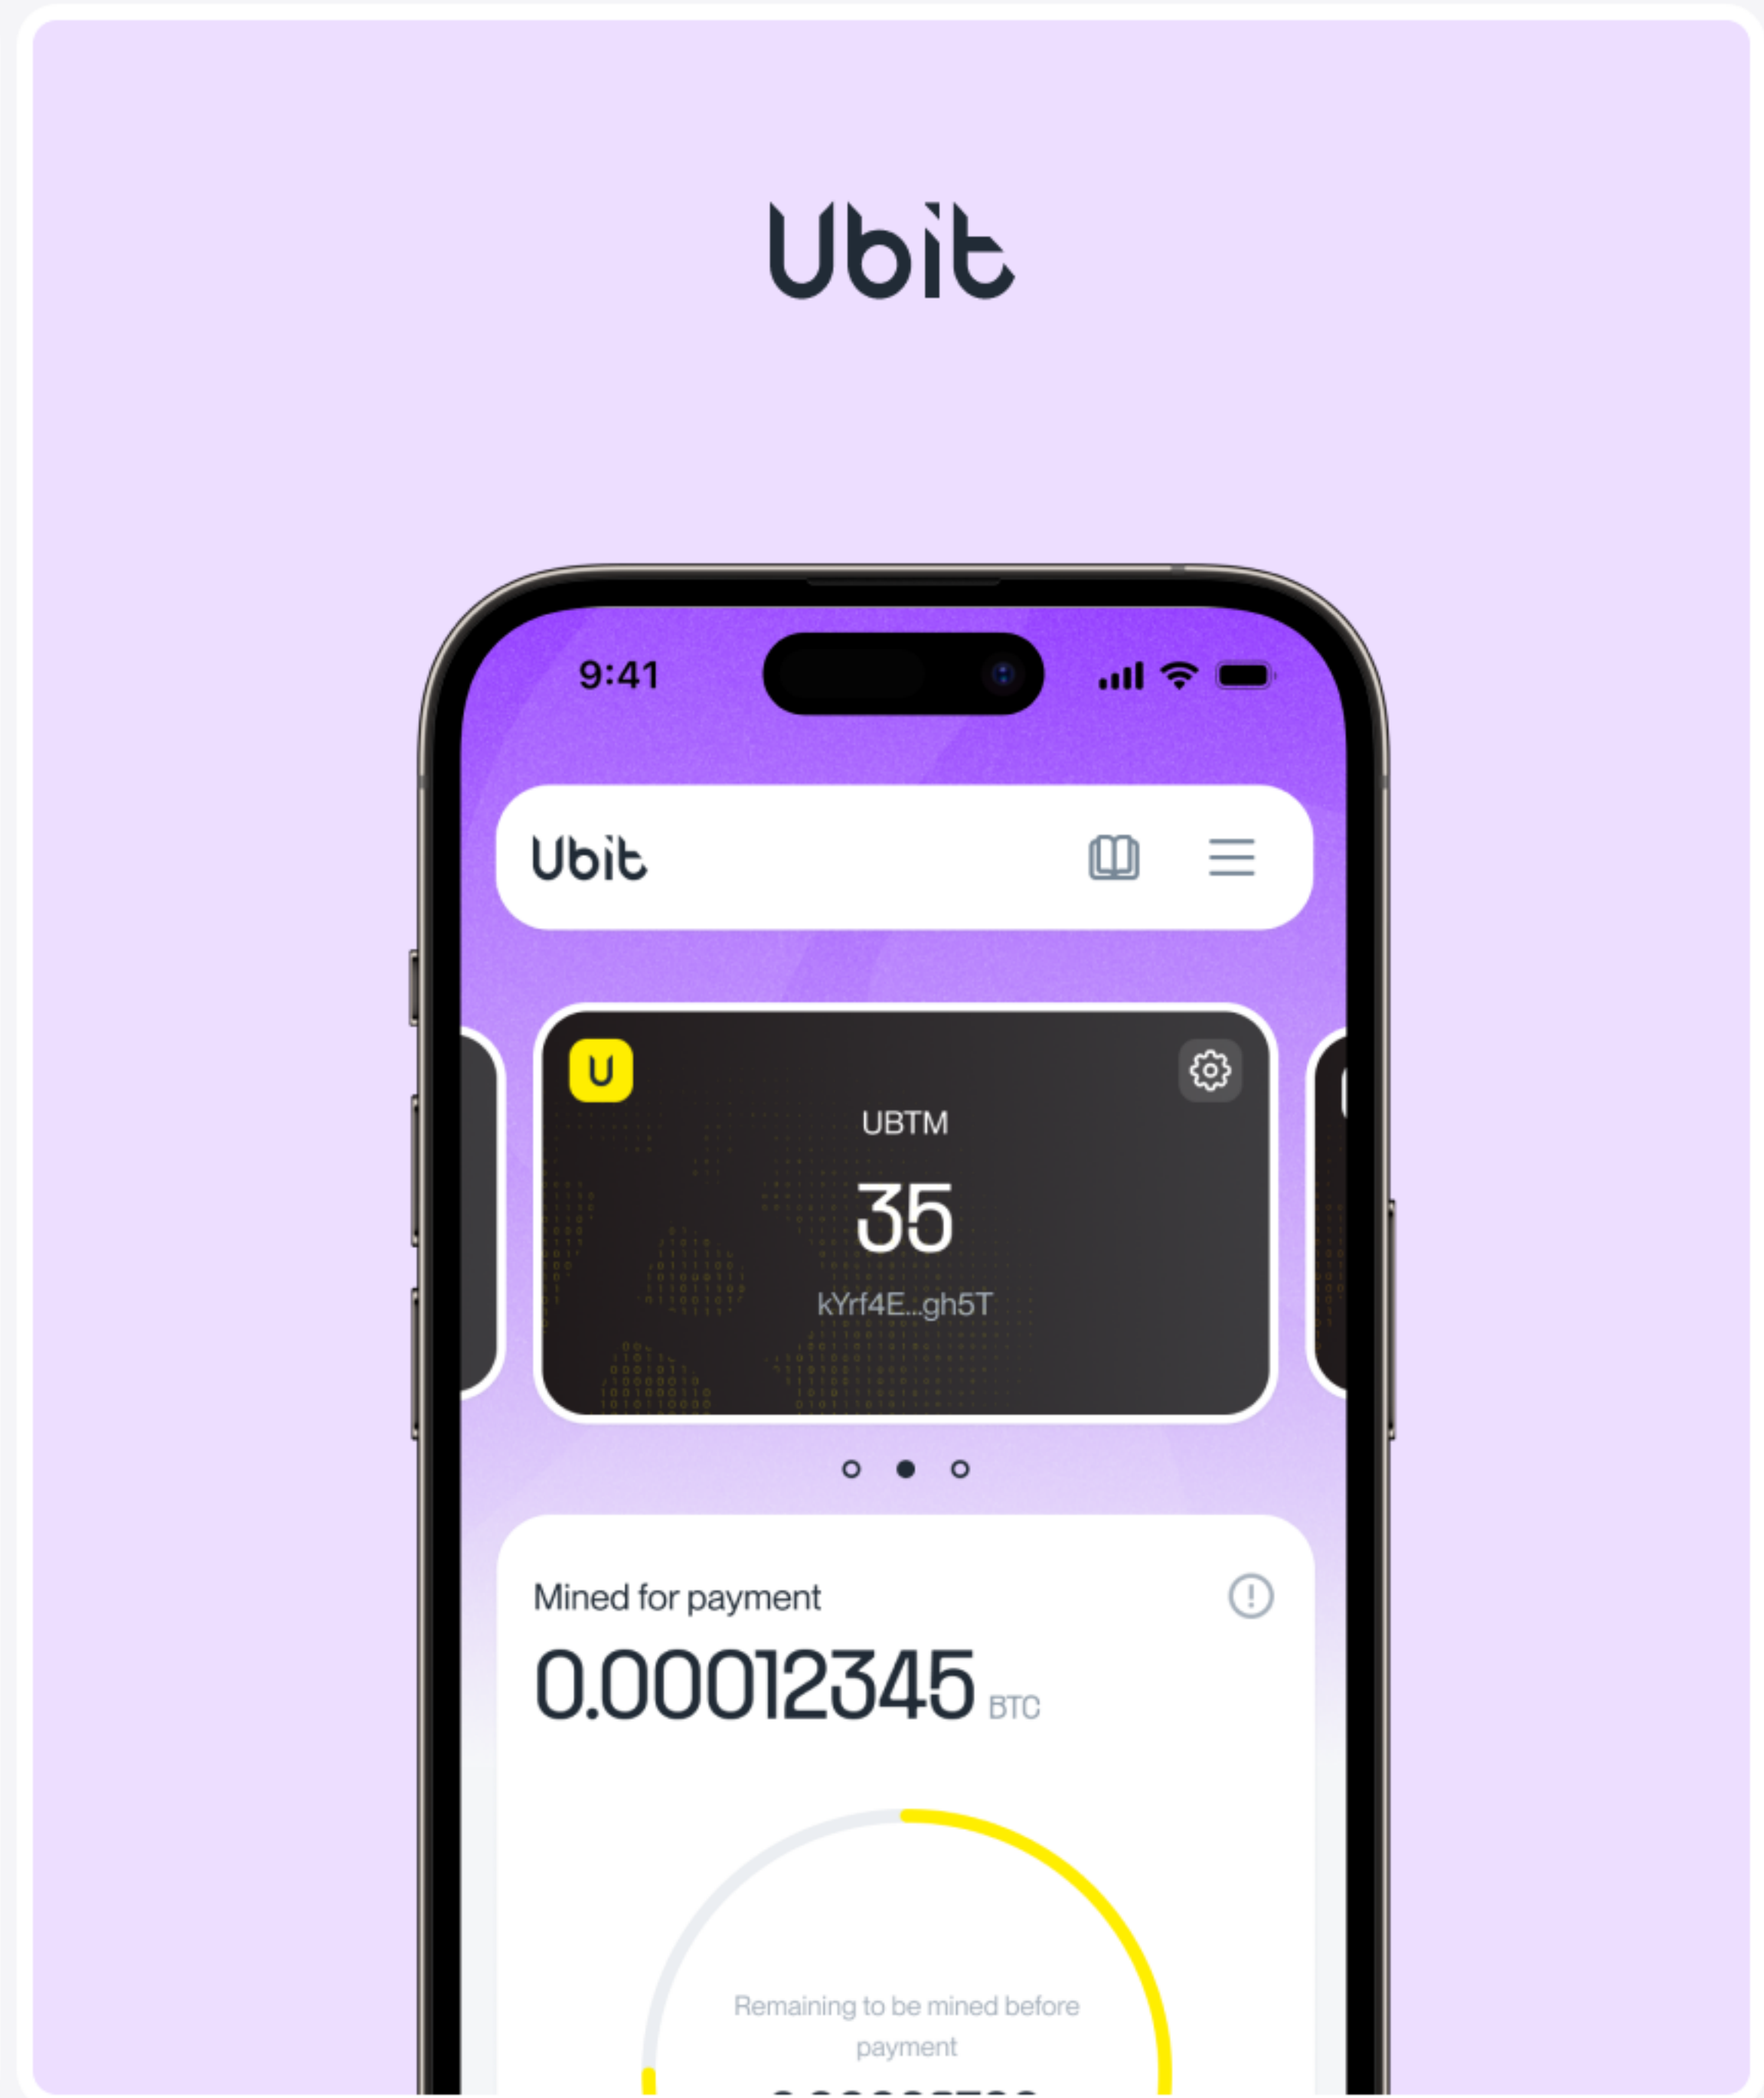 Ubit
9:41
Ubit
U
UBTM
35
kYrf4E...gh5T
Mined for payment
0.00012345 BTC
Remaining to be mined before
payment